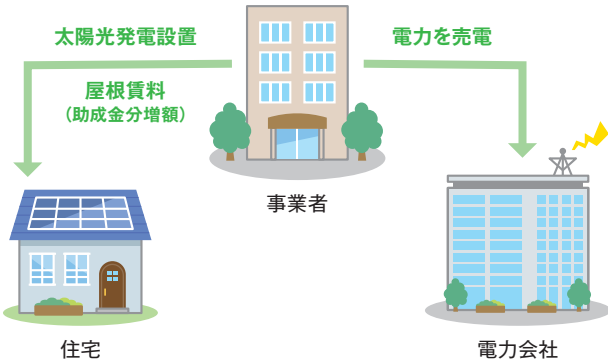 太陽光発電設置
電力を売電
屋根賃料
（助成金分増額）
事業者
住宅
電力会社